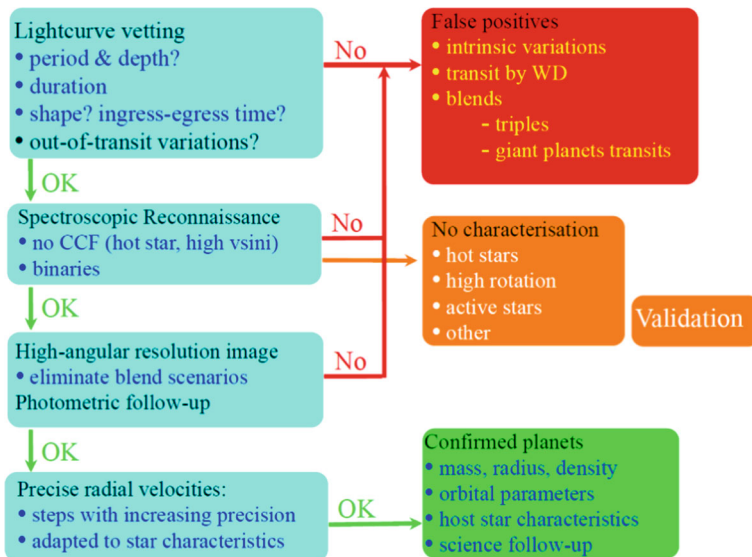 Lightcurve vetting
• period & depth?
• duration
• shape? ingress-egress time?
• out-of-transit variations?
No
False positives
• intrinsic variations
• transit by WD
• blends
- triples
- giant planets transits
OK
Spectroscopic Reconnaissance
• no CCF (hot star, high vsini)
• binaries
No
No characterisation
• hot stars
• high rotation
• active stars
• other
Validation
OK
High-angular resolution image
• eliminate blend scenarios
Photometric follow-up
No
OK
Precise radial velocities:
• steps with increasing precision
• adapted to star characteristics
OK
Confirmed planets
• mass, radius, density
• orbital parameters
• host star characteristics
• science follow-up